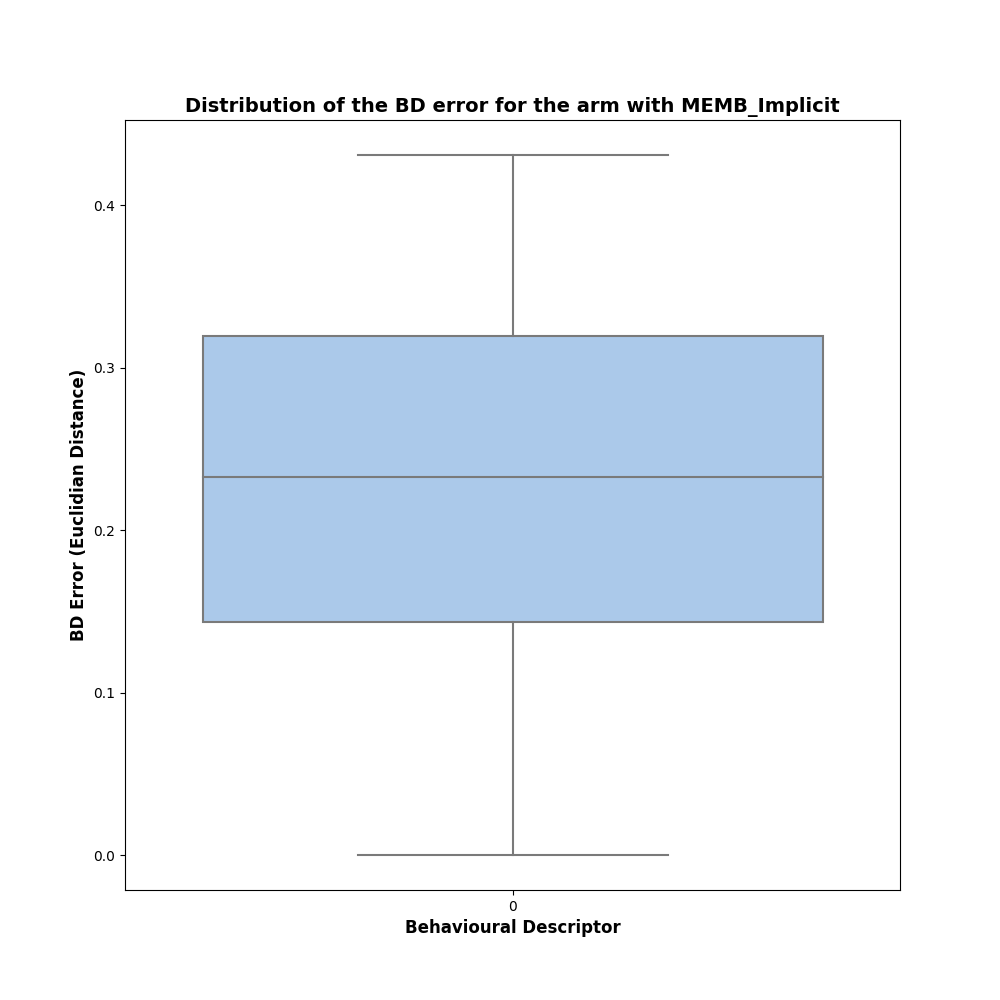 Distribution of the BD error for the arm with MEMB_Implicit
BD Error (Euclidian Distance)
0.4
0.3
0.2
0.1
0.0
0
Behavioural Descriptor